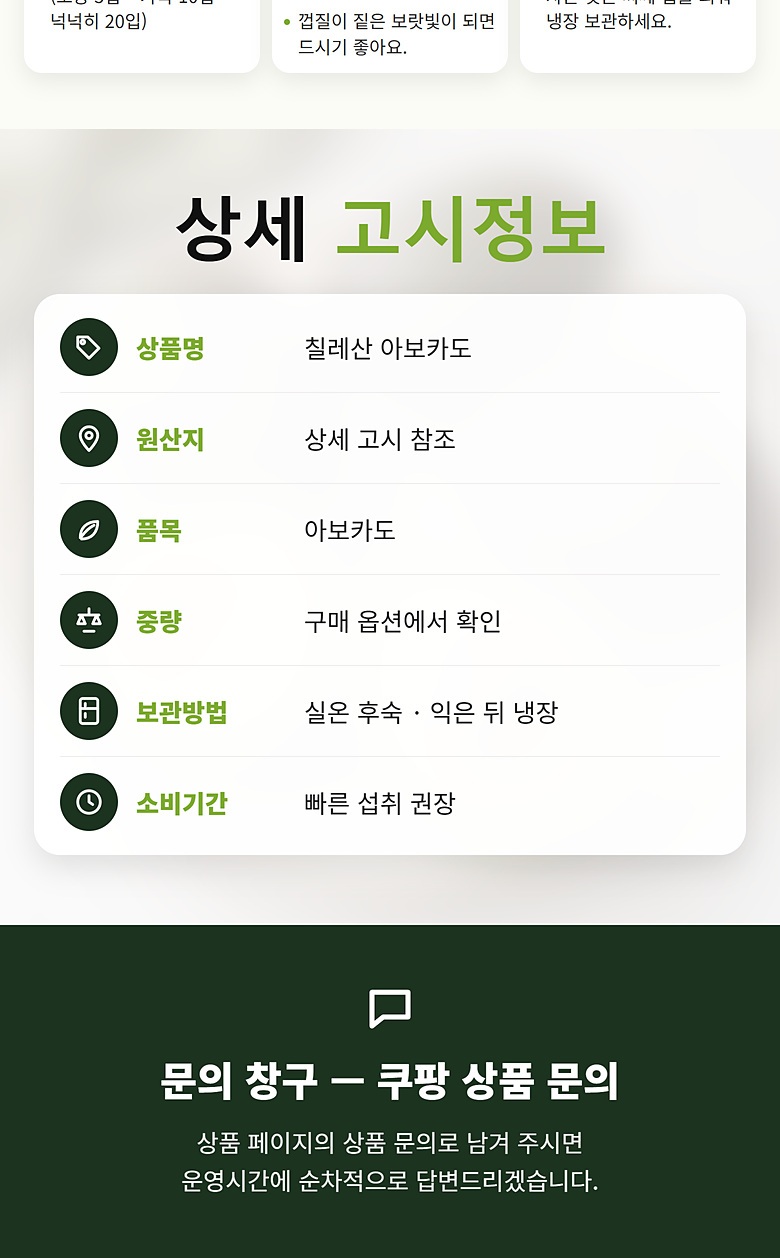 넉넉히 20입)
껍질이 짙은 보랏빛이 되면
드시기 좋아요.
냉장 보관하세요.
상세 고시정보
상품명 칠레산 아보카도
원산지 상세 고시 참조
품목 아보카도
중량 구매 옵션에서 확인
보관방법 실온 후숙 · 익은 뒤 냉장
소비기간 빠른 섭취 권장
문의 창구 — 쿠팡 상품 문의
상품 페이지의 상품 문의로 남겨 주시면
운영시간에 순차적으로 답변드리겠습니다.